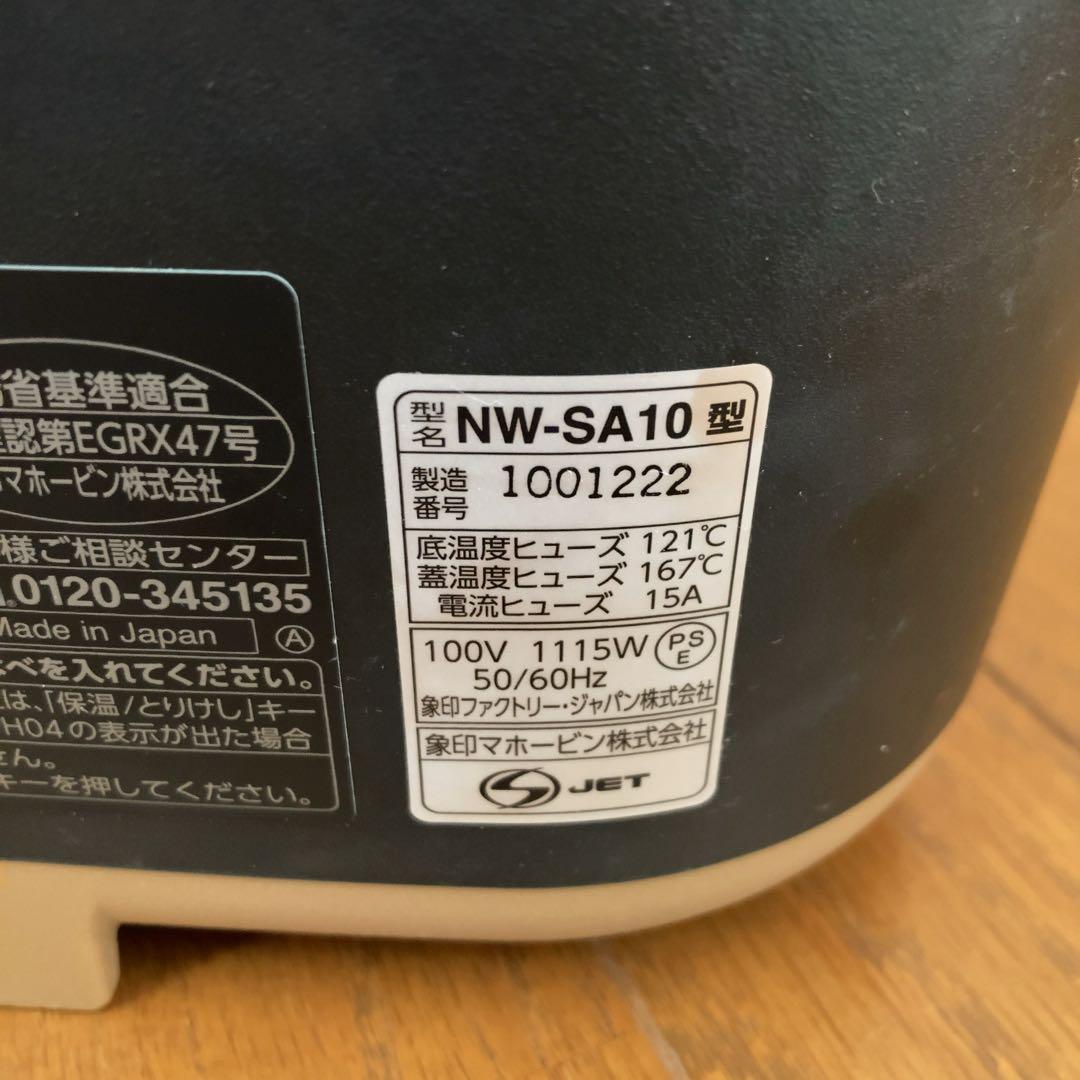 省基準適合
認第EGRX47号
マホービン株式会社
様ご相談センター
0120-345135
Made in Japan Ⓐ
べを入れてください。
は、「保温/とりけし」キー
H04の表示が出た場合
せん。
キーを押してください。
型名 NW-SA10 型
製造番号 1001222
底温度ヒューズ 121℃
蓋温度ヒューズ 167℃
電流ヒューズ 15A
100V 1115W PSE
50/60Hz
象印ファクトリー・ジャパン株式会社
象印マホービン株式会社
JET